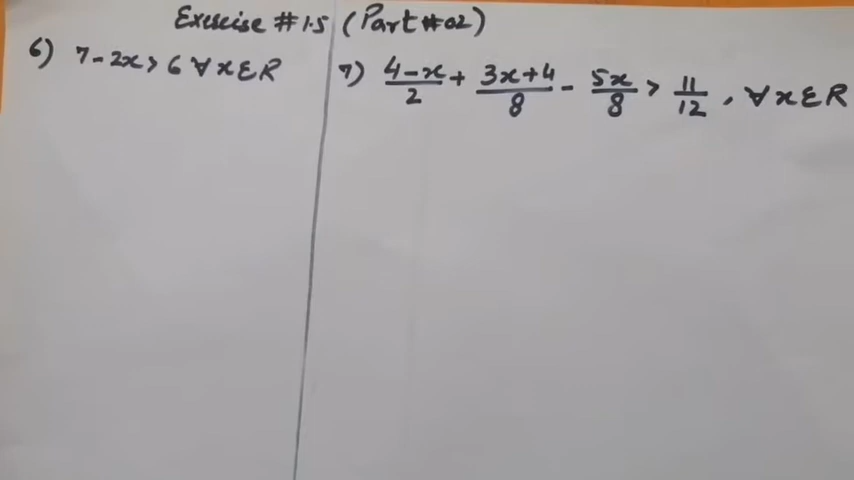 Exercise #1.5 (Part #02)
6) 7-2x > 6 ∀ x ∈ R
7) 4-x/2 + 3x+4/8 - 5x/8 > 11/12, ∀ x ∈ R